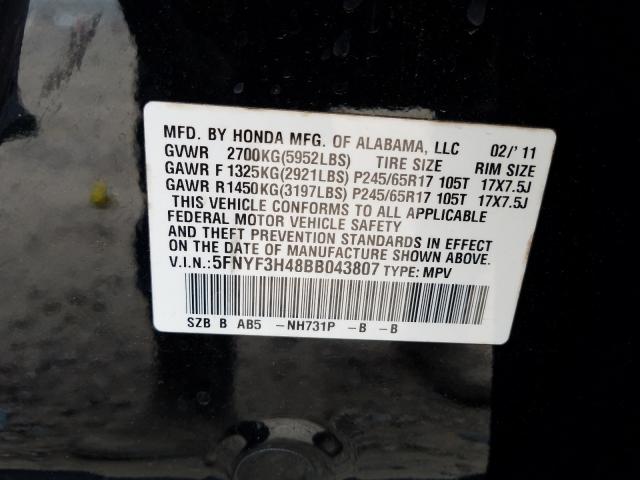 MFD. BY HONDA MFG. OF ALABAMA, LLC 02/'11
GVWR 2700KG(5952LBS) TIRE SIZE RIM SIZE
GAWR F 1325KG(2921LBS) P245/65R17 105T 17X7.5J
GAWR R 1450KG(3197LBS) P245/65R17 105T 17X7.5J
THIS VEHICLE CONFORMS TO ALL APPLICABLE
FEDERAL MOTOR VEHICLE SAFETY
AND THEFT PREVENTION STANDARDS IN EFFECT
ON THE DATE OF MANUFACTURE SHOWN ABOVE.
V.I.N.:5FNYF3H48BB043807 TYPE: MPV
SZB B AB5 -NH731P -B -B